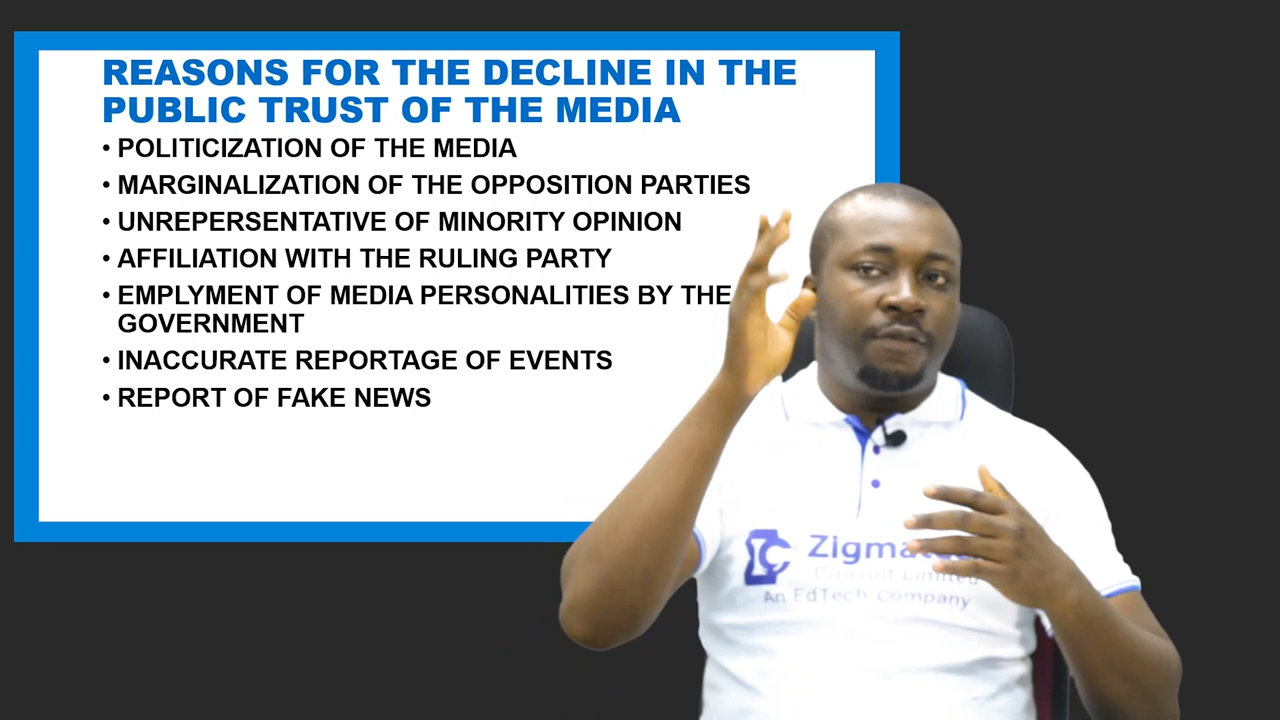 REASONS FOR THE DECLINE IN THE
PUBLIC TRUST OF THE MEDIA
• POLITICIZATION OF THE MEDIA
• MARGINALIZATION OF THE OPPOSITION PARTIES
• UNREPERSENTATIVE OF MINORITY OPINION
• AFFILIATION WITH THE RULING PARTY
• EMPLYMENT OF MEDIA PERSONALITIES BY THE
GOVERNMENT
• INACCURATE REPORTAGE OF EVENTS
• REPORT OF FAKE NEWS
Consult Limited
An EdTech Company